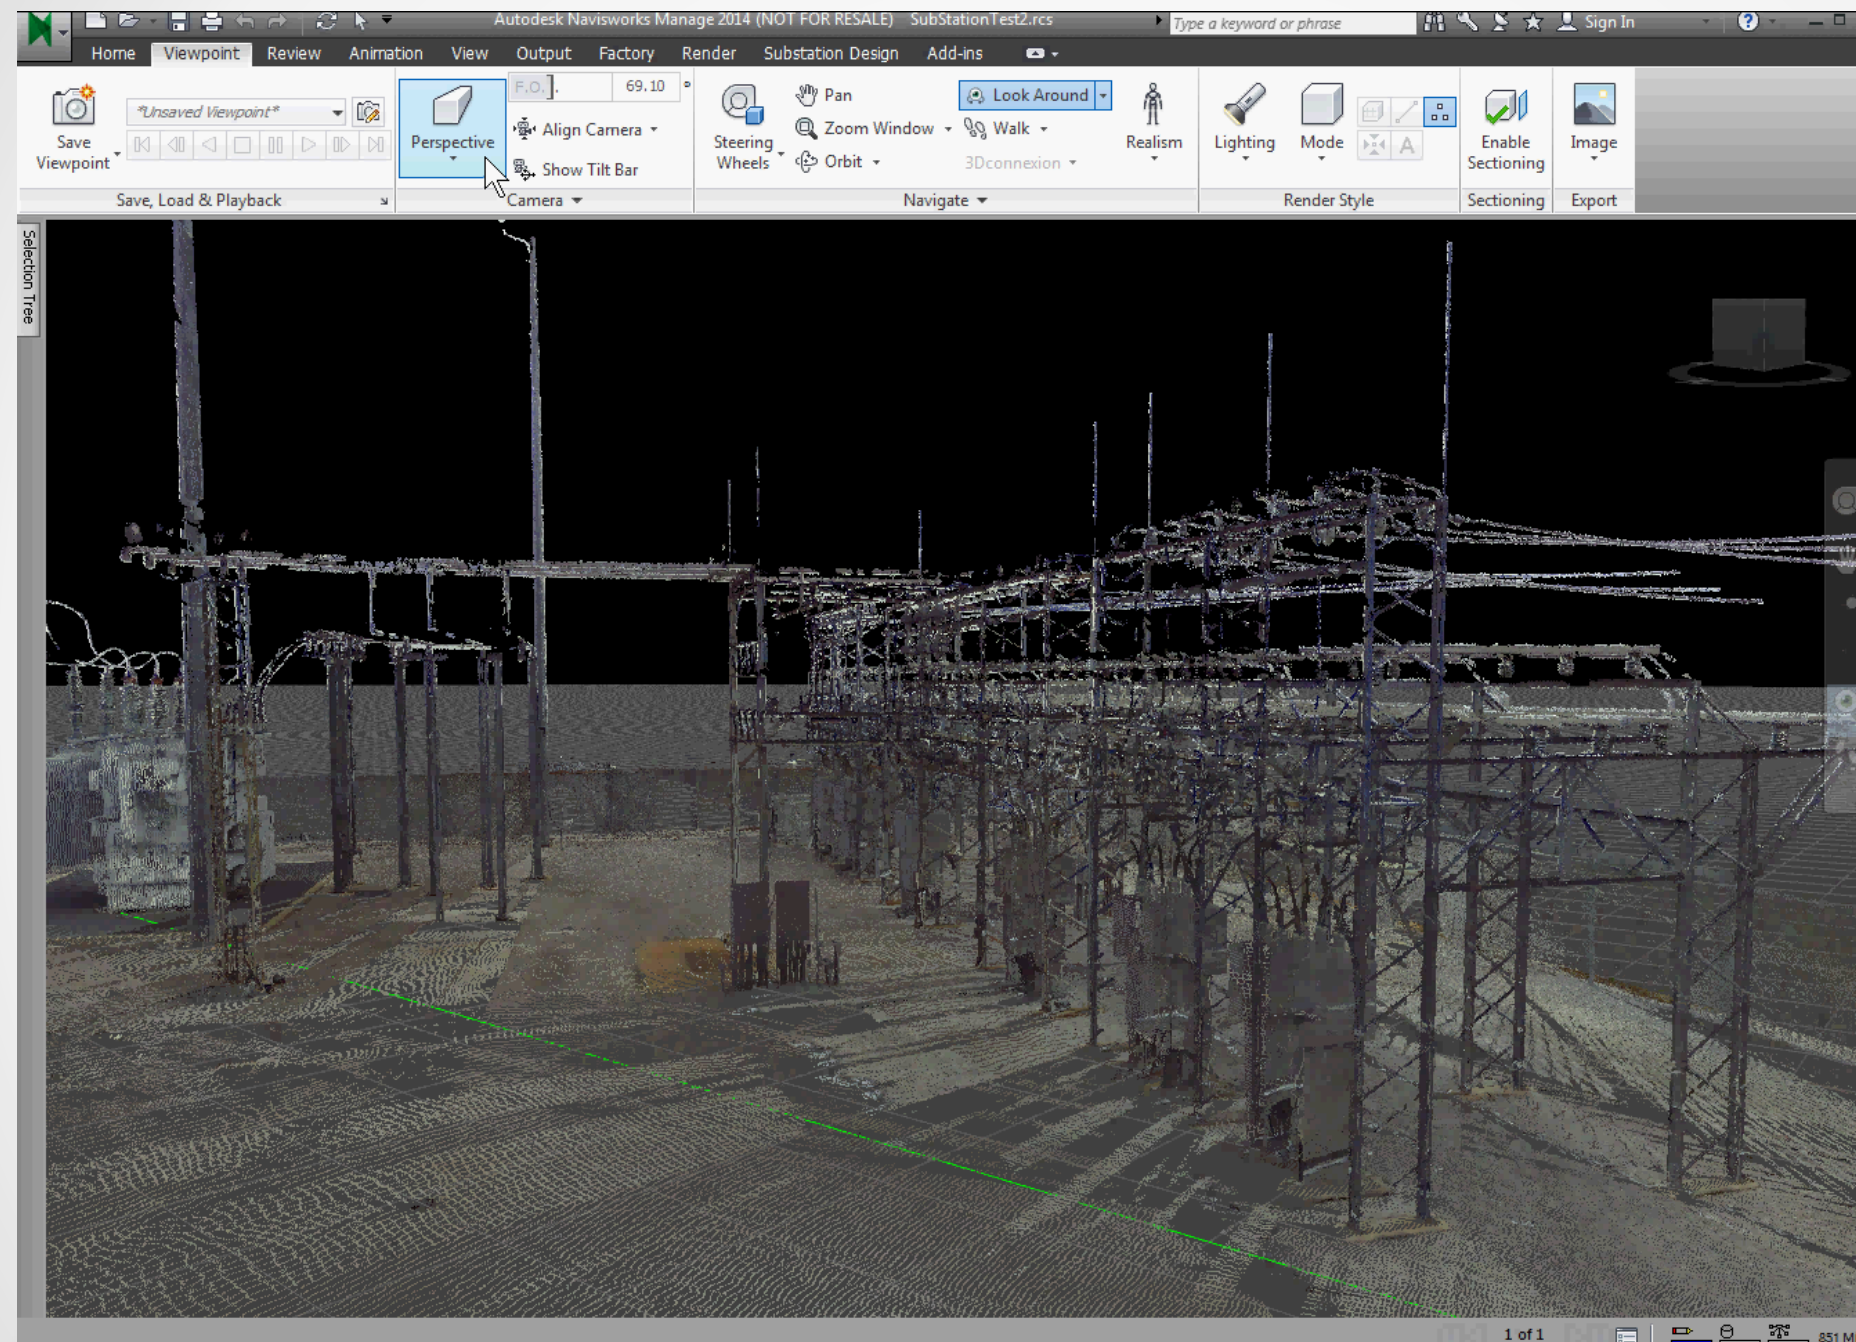 Autodesk Navisworks Manage 2014 (NOT FOR RESALE) SubStationTest2.rcs
Type a keyword or phrase
Sign In
Home Viewpoint Review Animation View Output Factory Render Substation Design Add-ins
Save Viewpoint
*Unsaved Viewpoint*
Save, Load & Playback
Perspective
F.O.
69.10
Align Camera
Show Tilt Bar
Camera
Steering Wheels
Pan
Zoom Window
Orbit
Look Around
Walk
3Dconnexion
Navigate
Realism
Lighting
Mode
A
Render Style
Enable Sectioning
Sectioning
Image
Export
Selection Tree
1 of 1
851 M